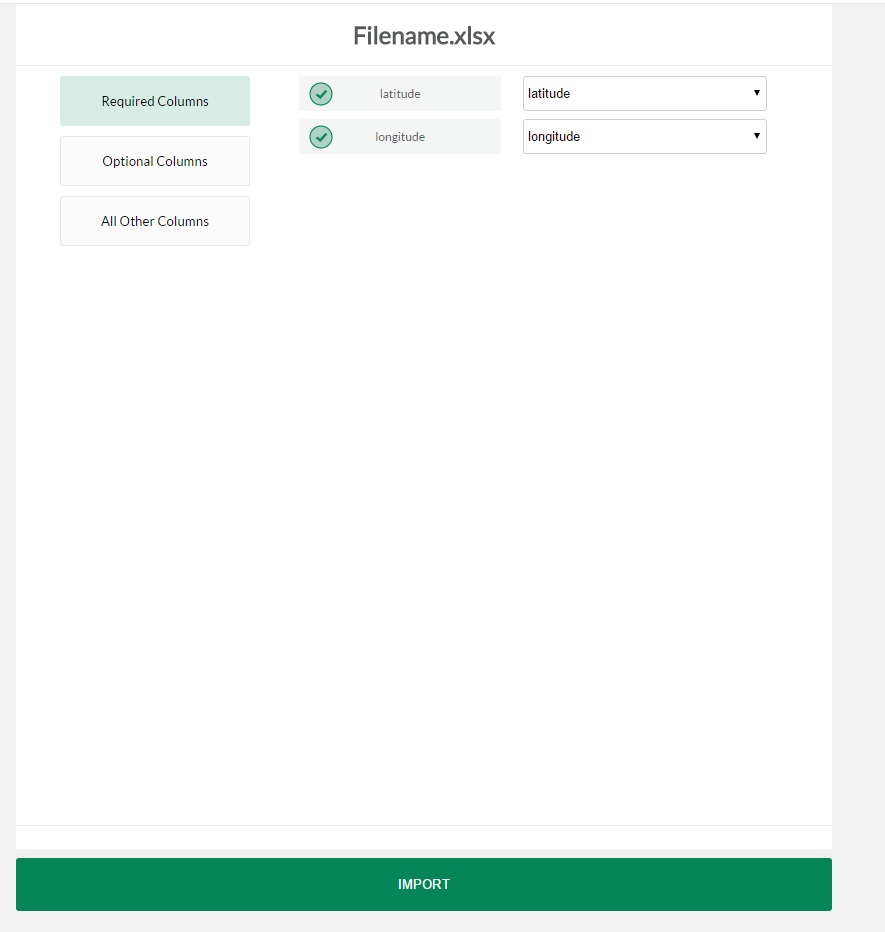 Filename.xlsx
Required Columns
latitude
latitude
longitude
longitude
Optional Columns
All Other Columns
IMPORT